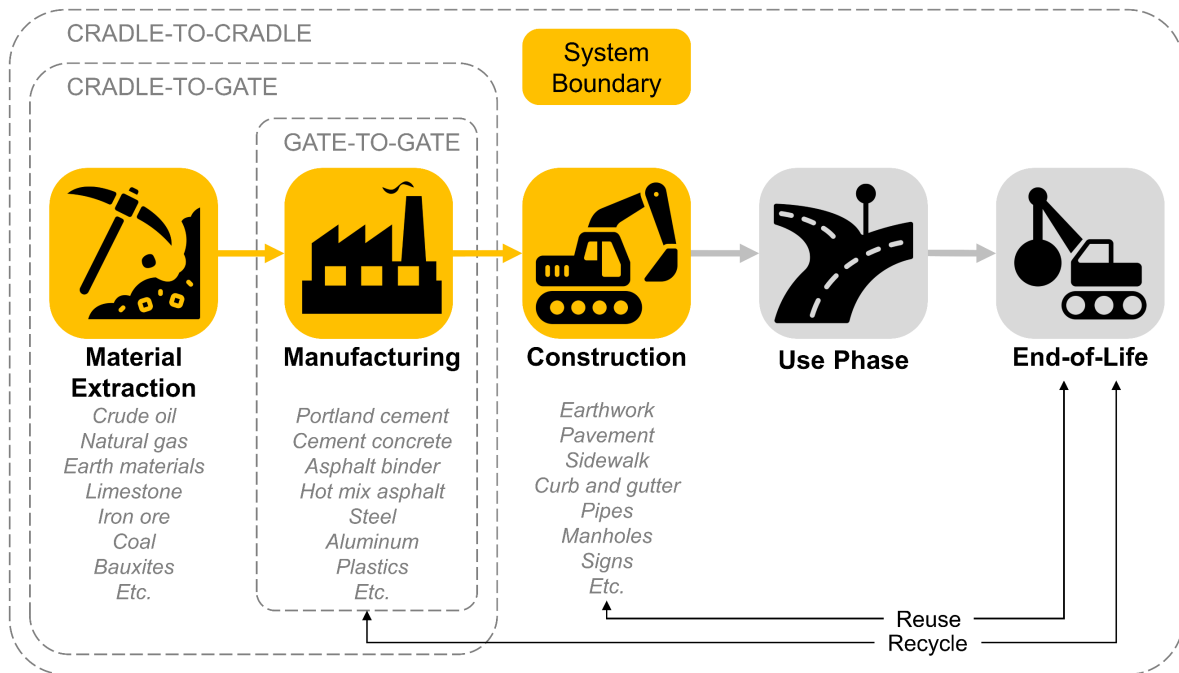 CRADLE-TO-CRADLE
System
Boundary
CRADLE-TO-GATE
GATE-TO-GATE
Material
Extraction
Crude oil
Natural gas
Earth materials
Limestone
Iron ore
Coal
Bauxites
Etc.
Manufacturing
Portland cement
Cement concrete
Asphalt binder
Hot mix asphalt
Steel
Aluminum
Plastics
Etc.
Construction
Earthwork
Pavement
Sidewalk
Curb and gutter
Pipes
Manholes
Signs
Etc.
Use Phase
End-of-Life
Reuse
Recycle